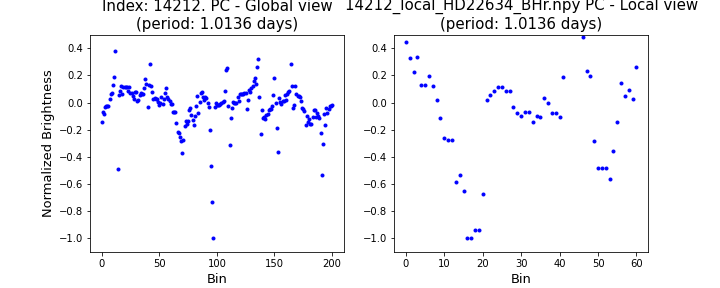 Index: 14212. PC - Global view
(period: 1.0136 days)
14212_local_HD22634_BHr.npy PC - Local view
(period: 1.0136 days)
Normalized Brightness
0.4
0.2
0.0
−0.2
−0.4
−0.6
−0.8
−1.0
0 50 100 150 200
Bin
0.4
0.2
0.0
−0.2
−0.4
−0.6
−0.8
−1.0
0 10 20 30 40 50 60
Bin